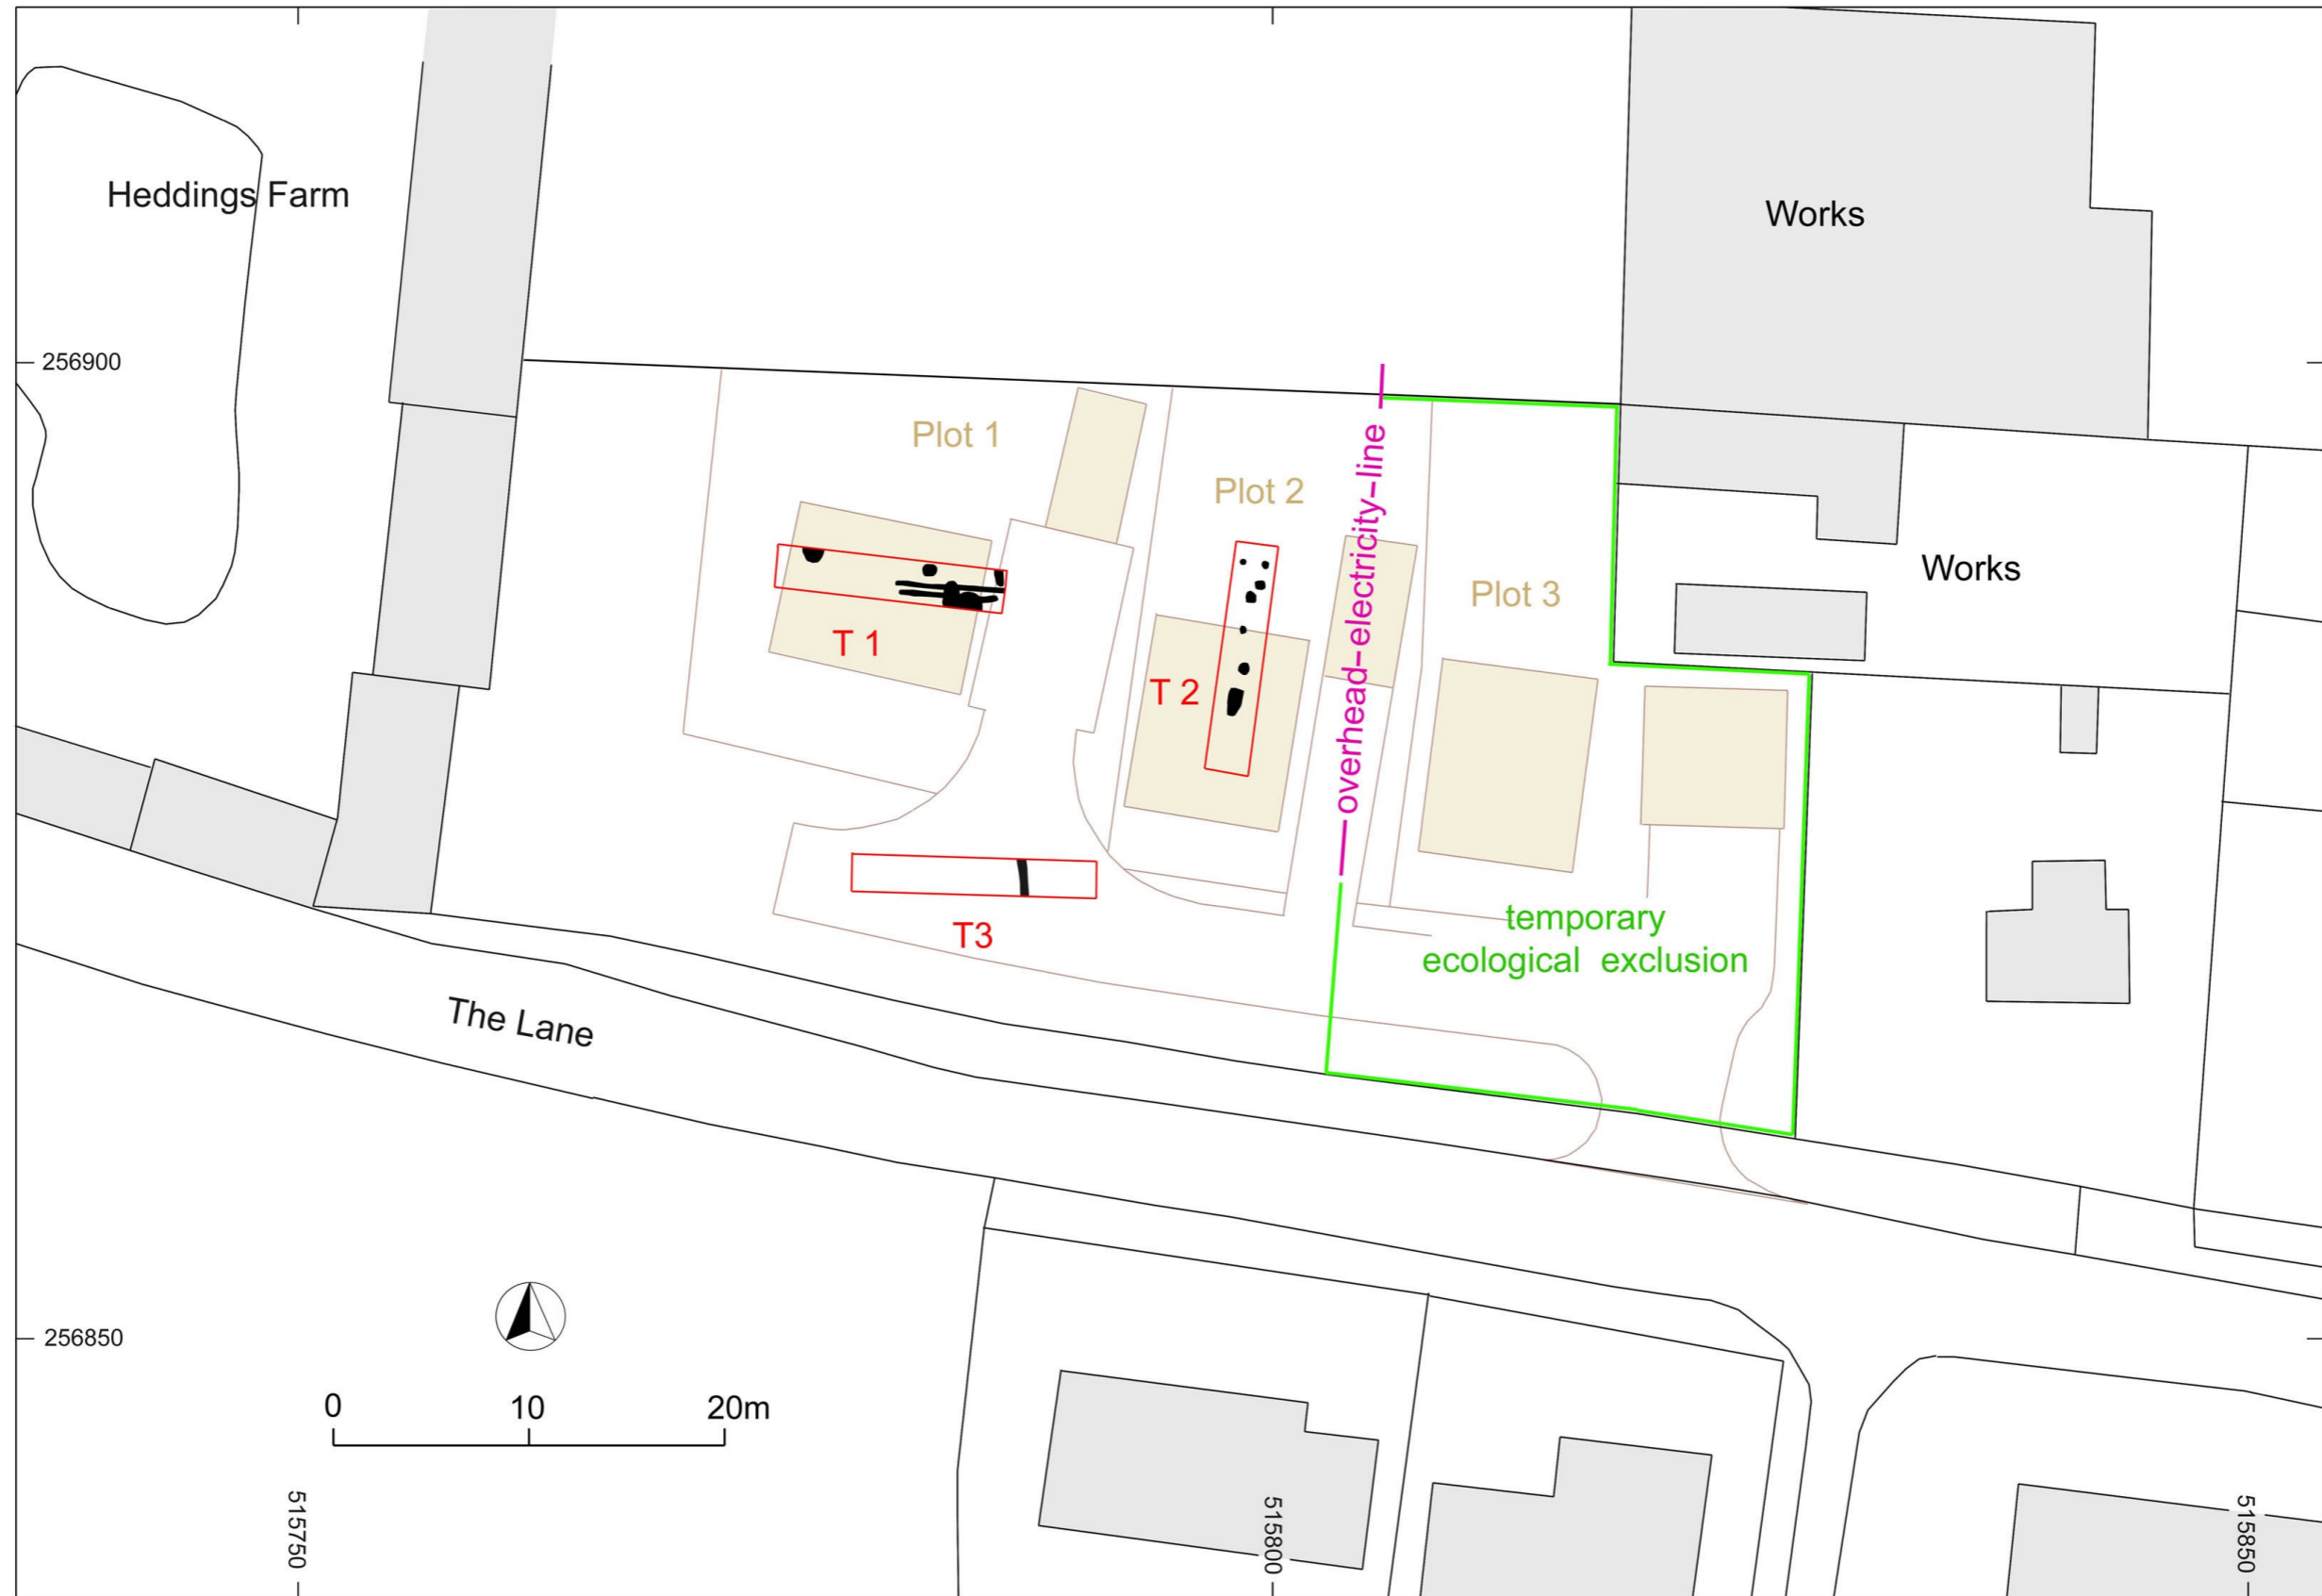 Heddings Farm
Works
256900
Plot 1
Plot 2
overhead electricity line
Works
Plot 3
T 1
T 2
temporary
ecological exclusion
T3
The Lane
256850
0 10 20m
515750
515800
515850